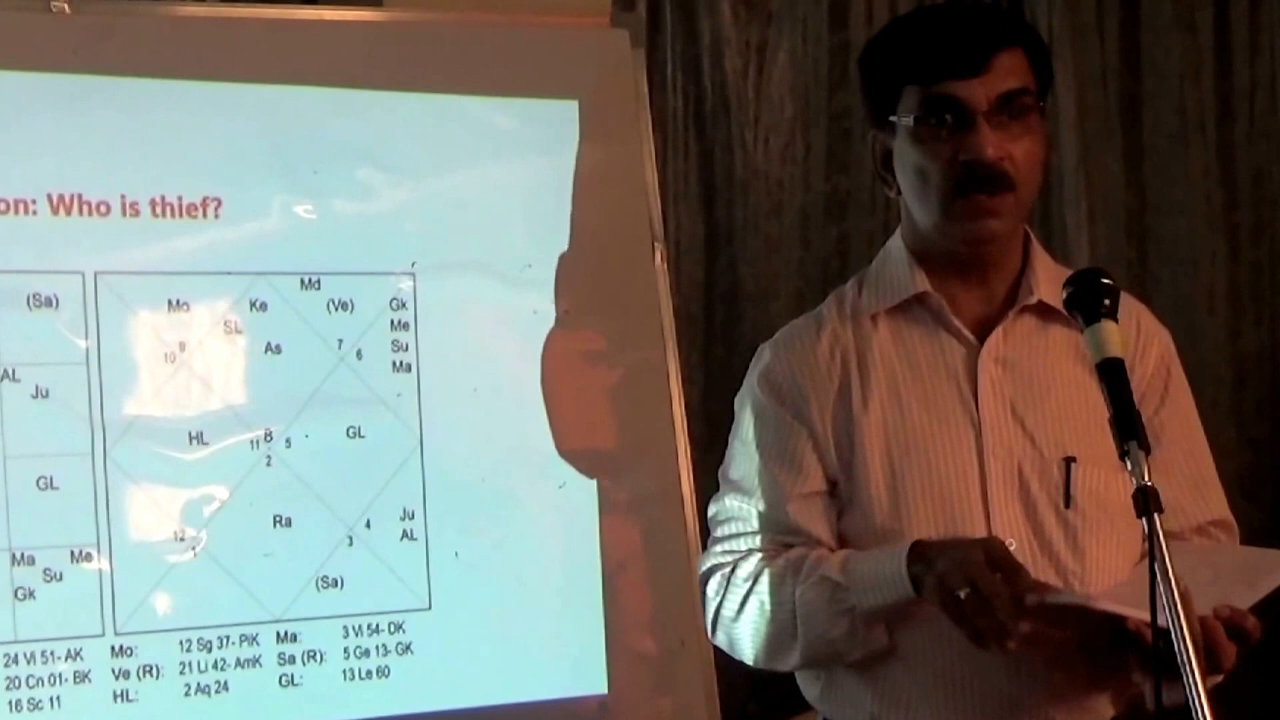 on: Who is thief?
(Sa)
AL
Ju
GL
Ma Me
Su
Gk
Md
Mo Ke (Ve) Gk
SL Me
As 7 Su
10 9 6 Ma
HL 11 8 5 GL
2
Ra 4 Ju
12 3 AL
1
(Sa)
24 Vi 51- AK Mo: 12 Sg 37- PiK Ma: 3 Vi 54- DK
20 Cn 01- BK Ve (R): 21 Li 42- AmK Sa (R): 5 Ge 13- GK
16 Sc 11 HL: 2 Aq 24 GL: 13 Le 60